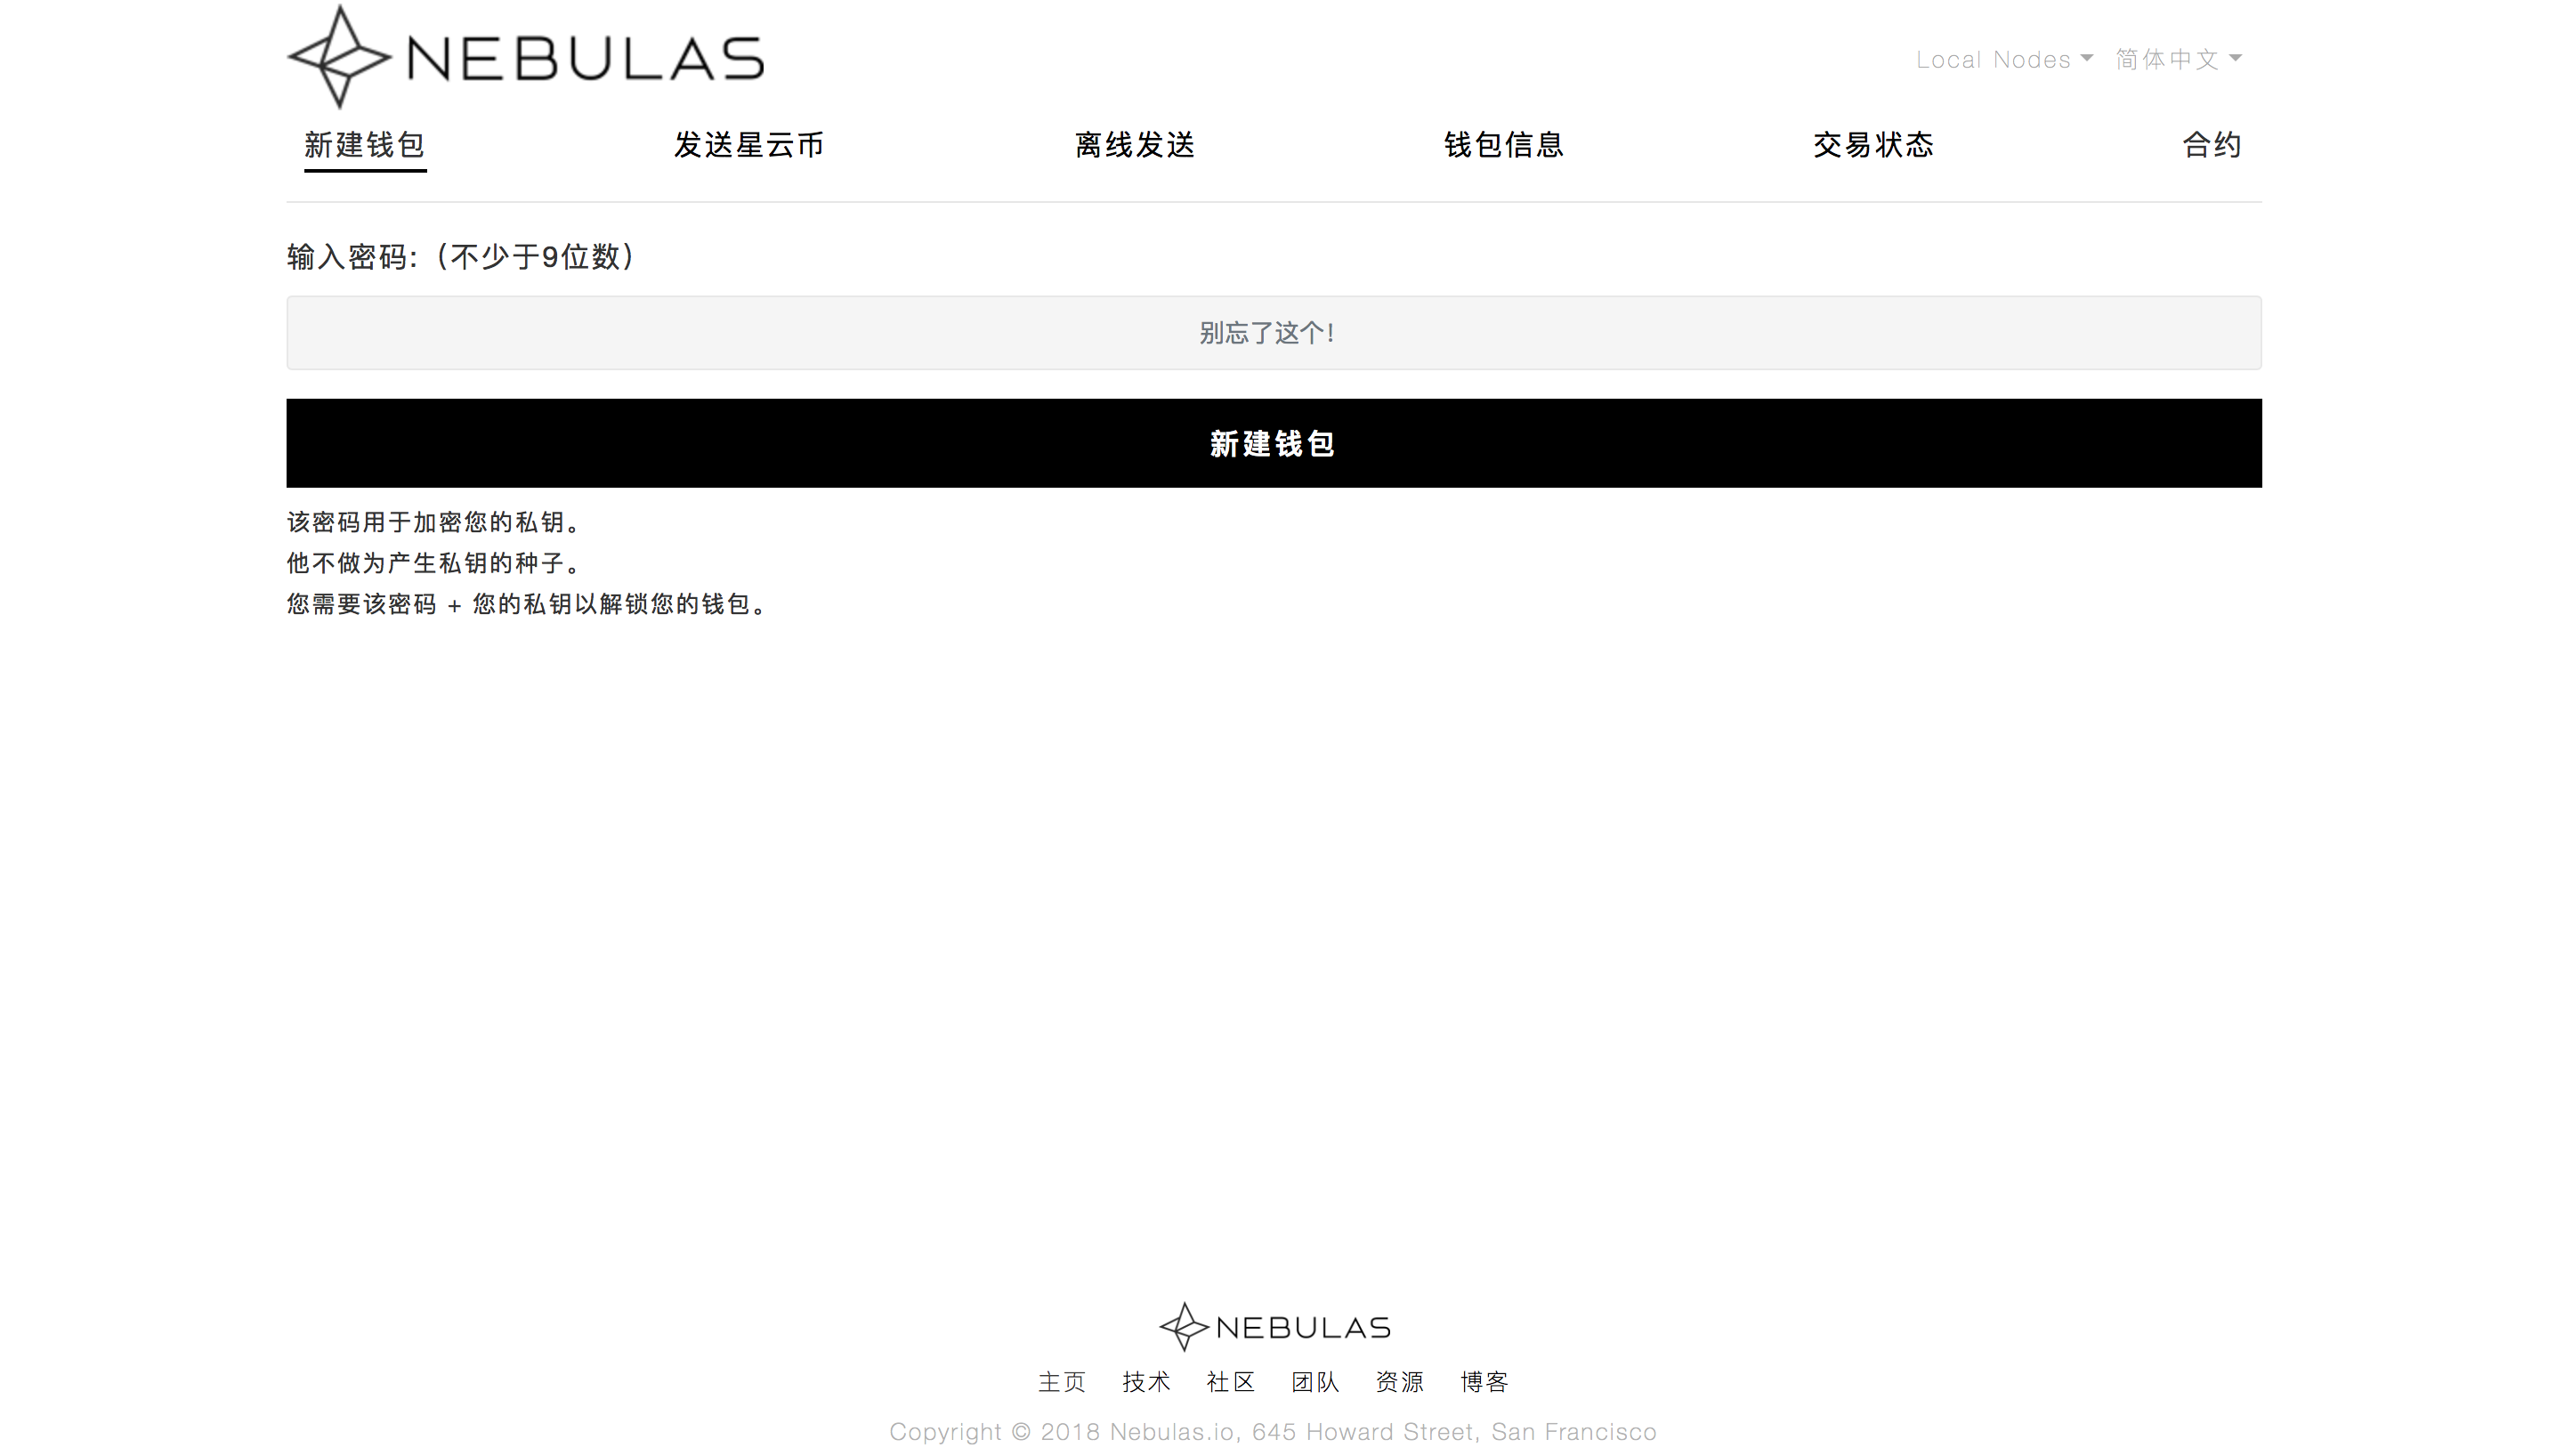 NEBULAS
Local Nodes 简体中文
新建钱包 发送星云币 离线发送 钱包信息 交易状态 合约
输入密码:（不少于9位数）
别忘了这个！
新建钱包
该密码用于加密您的私钥。
他不做为产生私钥的种子。
您需要该密码 + 您的私钥以解锁您的钱包。
NEBULAS
主页 技术 社区 团队 资源 博客
Copyright © 2018 Nebulas.io, 645 Howard Street, San Francisco